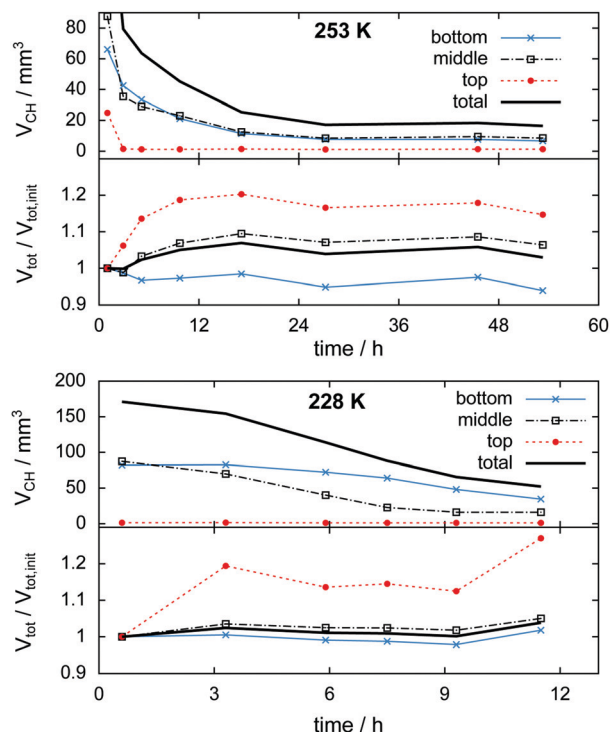 253 K
bottom
middle
top
total
V_CH / mm³
80
60
40
20
0
V_tot / V_tot,init
1.2
1.1
1
0.9
0 12 24 36 48 60
time / h
228 K
bottom
middle
top
total
V_CH / mm³
200
150
100
50
0
V_tot / V_tot,init
1.2
1.1
1
0.9
0 3 6 9 12
time / h